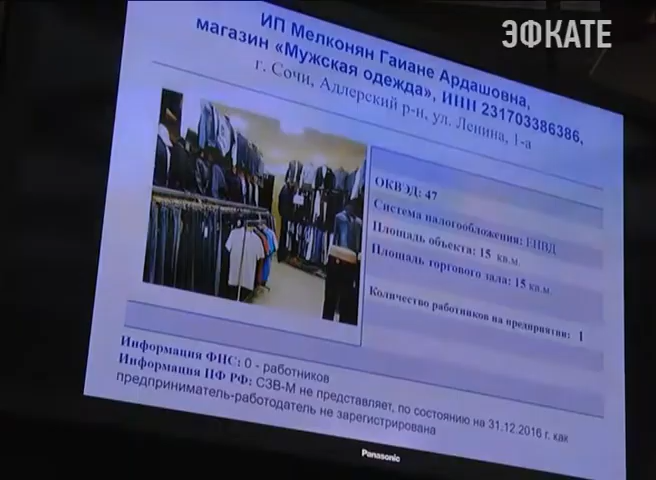 ЭФКАТЕ
ИП Мелконян Гаиане Ардашовна,
магазин «Мужская одежда», ИНН 231703386386,
г. Сочи, Адлерский р-н, ул. Ленина, 1-а
ОКВЭД: 47
Система налогообложения: ЕНВД
Площадь объекта: 15 кв.м.
Площадь торгового зала: 15 кв.м.
Количество работников на предприятии: 1
Информация ФНС: 0 - работников
Информация ПФ РФ: СЗВ-М не представляет, по состоянию на 31.12.2016 г. как
предприниматель-работодатель не зарегистрирована
Panasonic